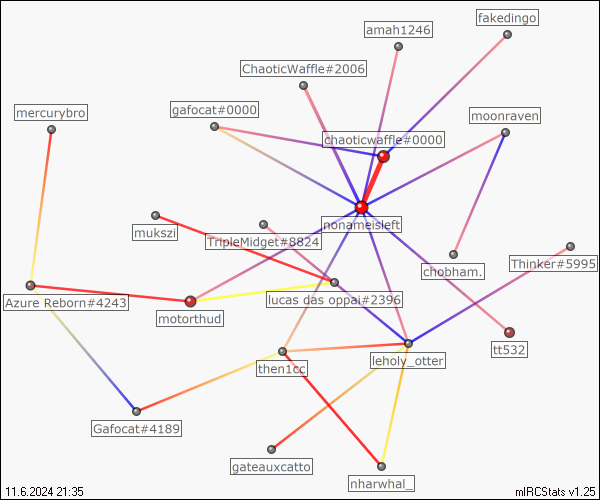 fakedingo
amah1246
ChaoticWaffle#2006
mercurybro
gafocat#0000
moonraven
chaoticwaffle#0000
nonameisleft
mukszi
TripleMidget#8824
chobham.
Thinker#5995
Azure Reborn#4243
lucas das oppai#2396
motorthud
tt532
then1cc
leholy_otter
Gafocat#4189
gateauxcatto
nharwhal_
11.6.2024 21:35
mIRCStats v1.25